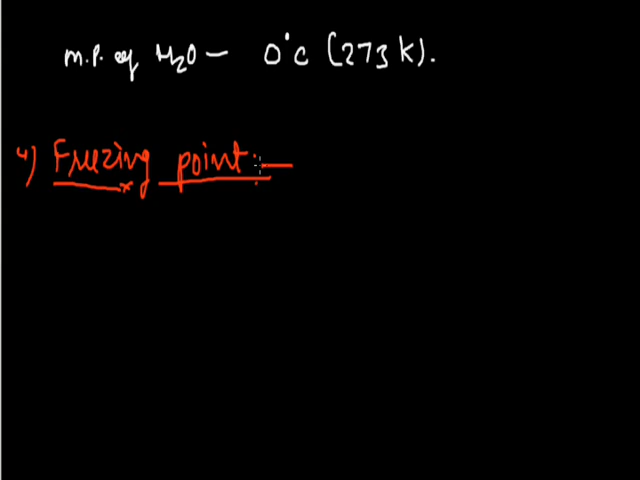 m.p. of H₂O — 0°C (273 K).
4) Freezing point:—